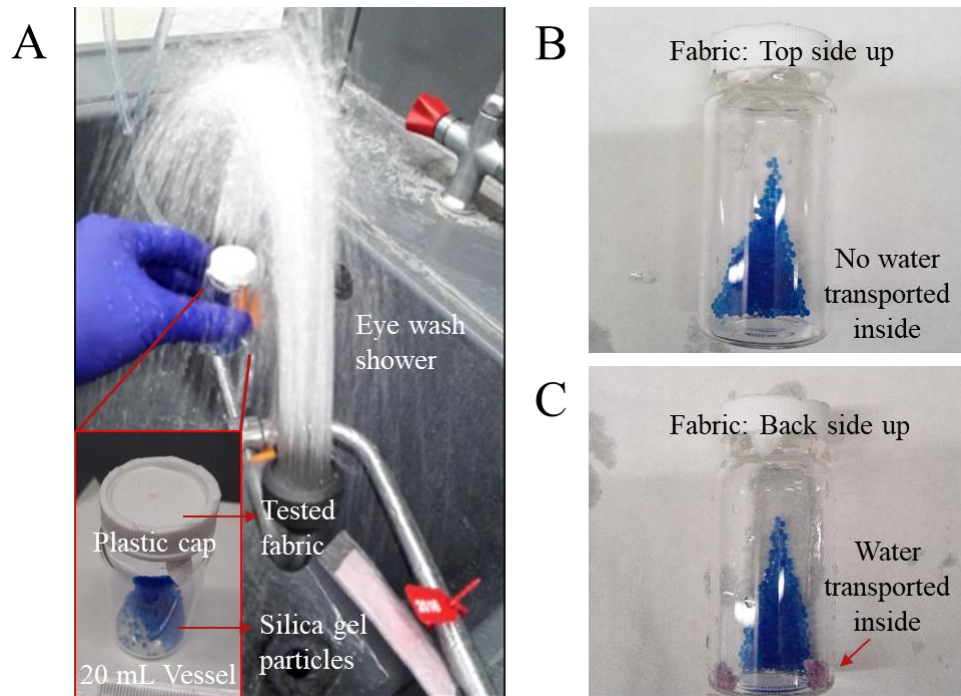 A
Eye wash
shower
Tested
fabric
Plastic cap
Silica gel
particles
20 mL Vessel
2016
B
Fabric: Top side up
No water
transported
inside
C
Fabric: Back side up
Water
transported
inside